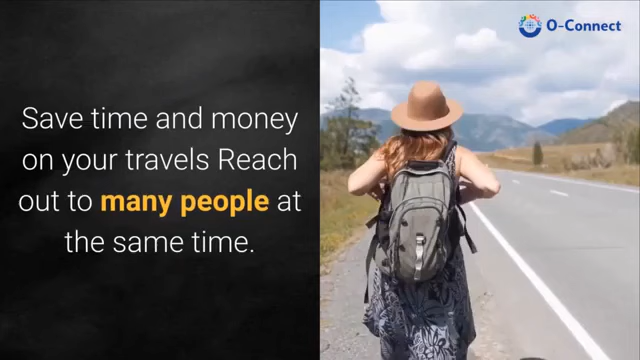 Save time and money
on your travels Reach
out to many people at
the same time.
O-Connect